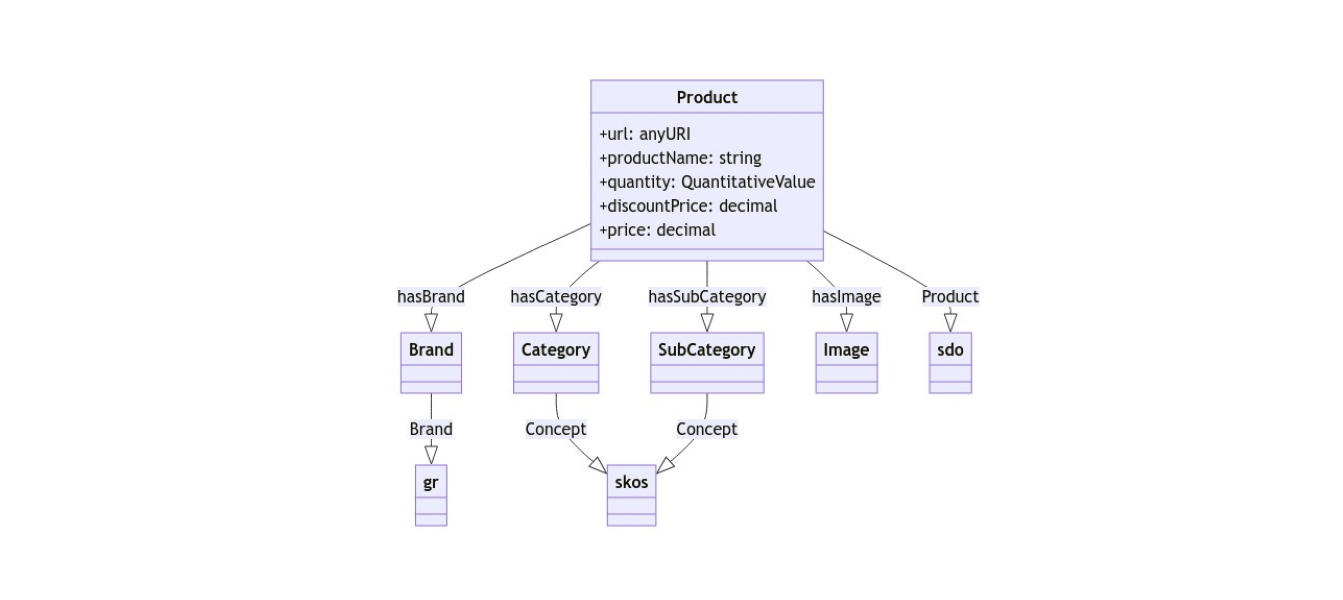 Product
+url: anyURI
+productName: string
+quantity: QuantitativeValue
+discountPrice: decimal
+price: decimal
hasBrand hasCategory hasSubCategory hasImage Product
Brand Category SubCategory Image sdo
Brand Concept Concept
gr skos